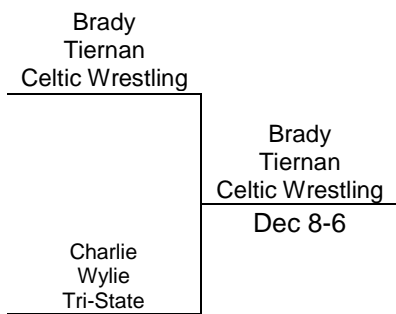 Brady
Tiernan
Celtic Wrestling
Brady
Tiernan
Celtic Wrestling
Dec 8-6
Charlie
Wylie
Tri-State